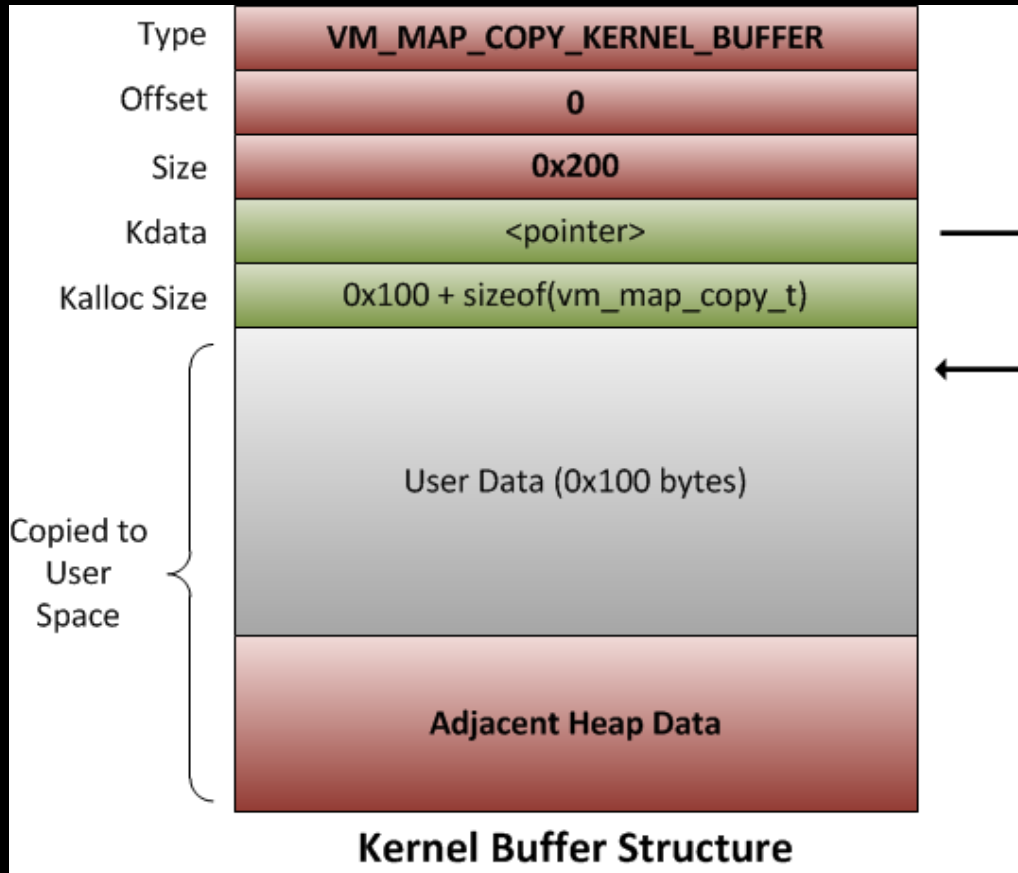 Type VM_MAP_COPY_KERNEL_BUFFER
Offset 0
Size 0x200
Kdata <pointer>
Kalloc Size 0x100 + sizeof(vm_map_copy_t)
User Data (0x100 bytes)
Copied to
User
Space
Adjacent Heap Data
Kernel Buffer Structure